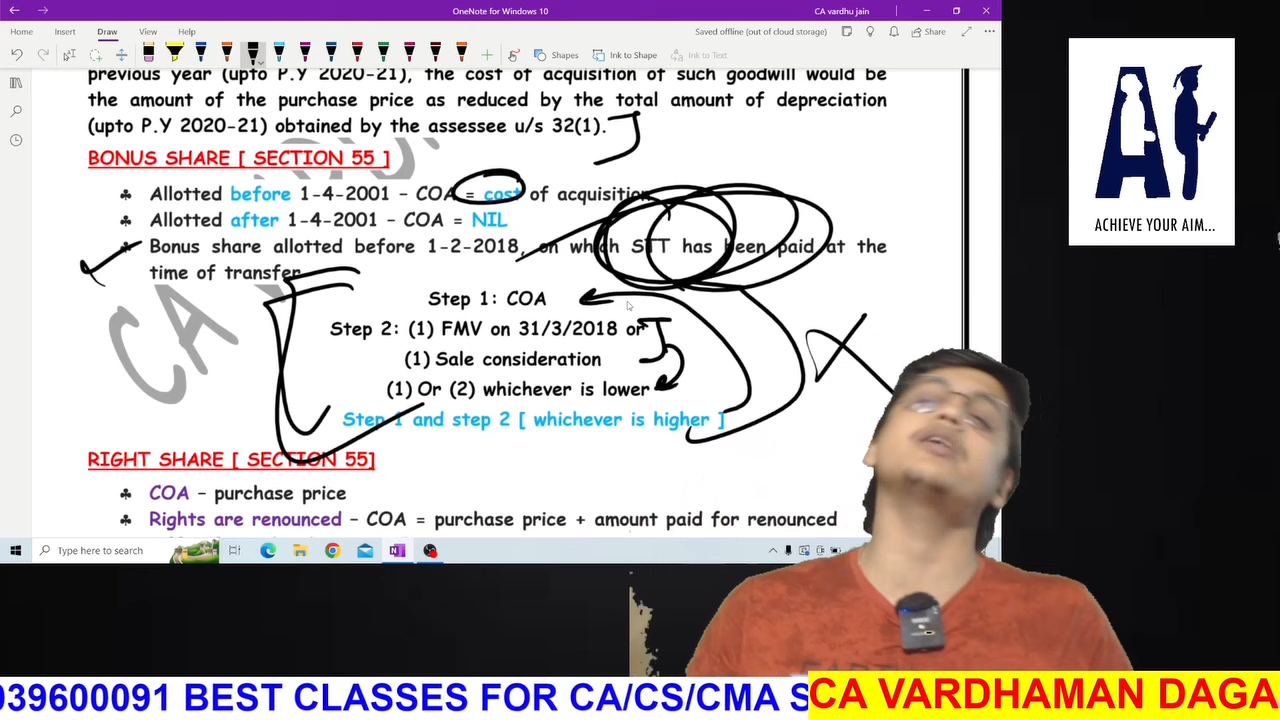 OneNote for Windows 10
CA vardhu jain
Home Insert Draw View Help
Saved offline (out of cloud storage)
Share
Shapes
Ink to Shape
Ink to Text
previous year (upto P.Y 2020-21), the cost of acquisition of such goodwill would be
the amount of the purchase price as reduced by the total amount of depreciation
(upto P.Y 2020-21) obtained by the assessee u/s 32(1).
BONUS SHARE [ SECTION 55 ]
♣ Allotted before 1-4-2001 – COA = cost of acquisition
♣ Allotted after 1-4-2001 – COA = NIL
♣ Bonus share allotted before 1-2-2018, on which STT has been paid at the
time of transfer
Step 1: COA
Step 2: (1) FMV on 31/3/2018 or
(1) Sale consideration
(1) Or (2) whichever is lower
Step 1 and step 2 [ whichever is higher ]
RIGHT SHARE [ SECTION 55]
♣ COA – purchase price
♣ Rights are renounced – COA = purchase price + amount paid for renounced
CA
Type here to search
ACHIEVE YOUR AIM...
039600091 BEST CLASSES FOR CA/CS/CMA S
CA VARDHAMAN DAGA